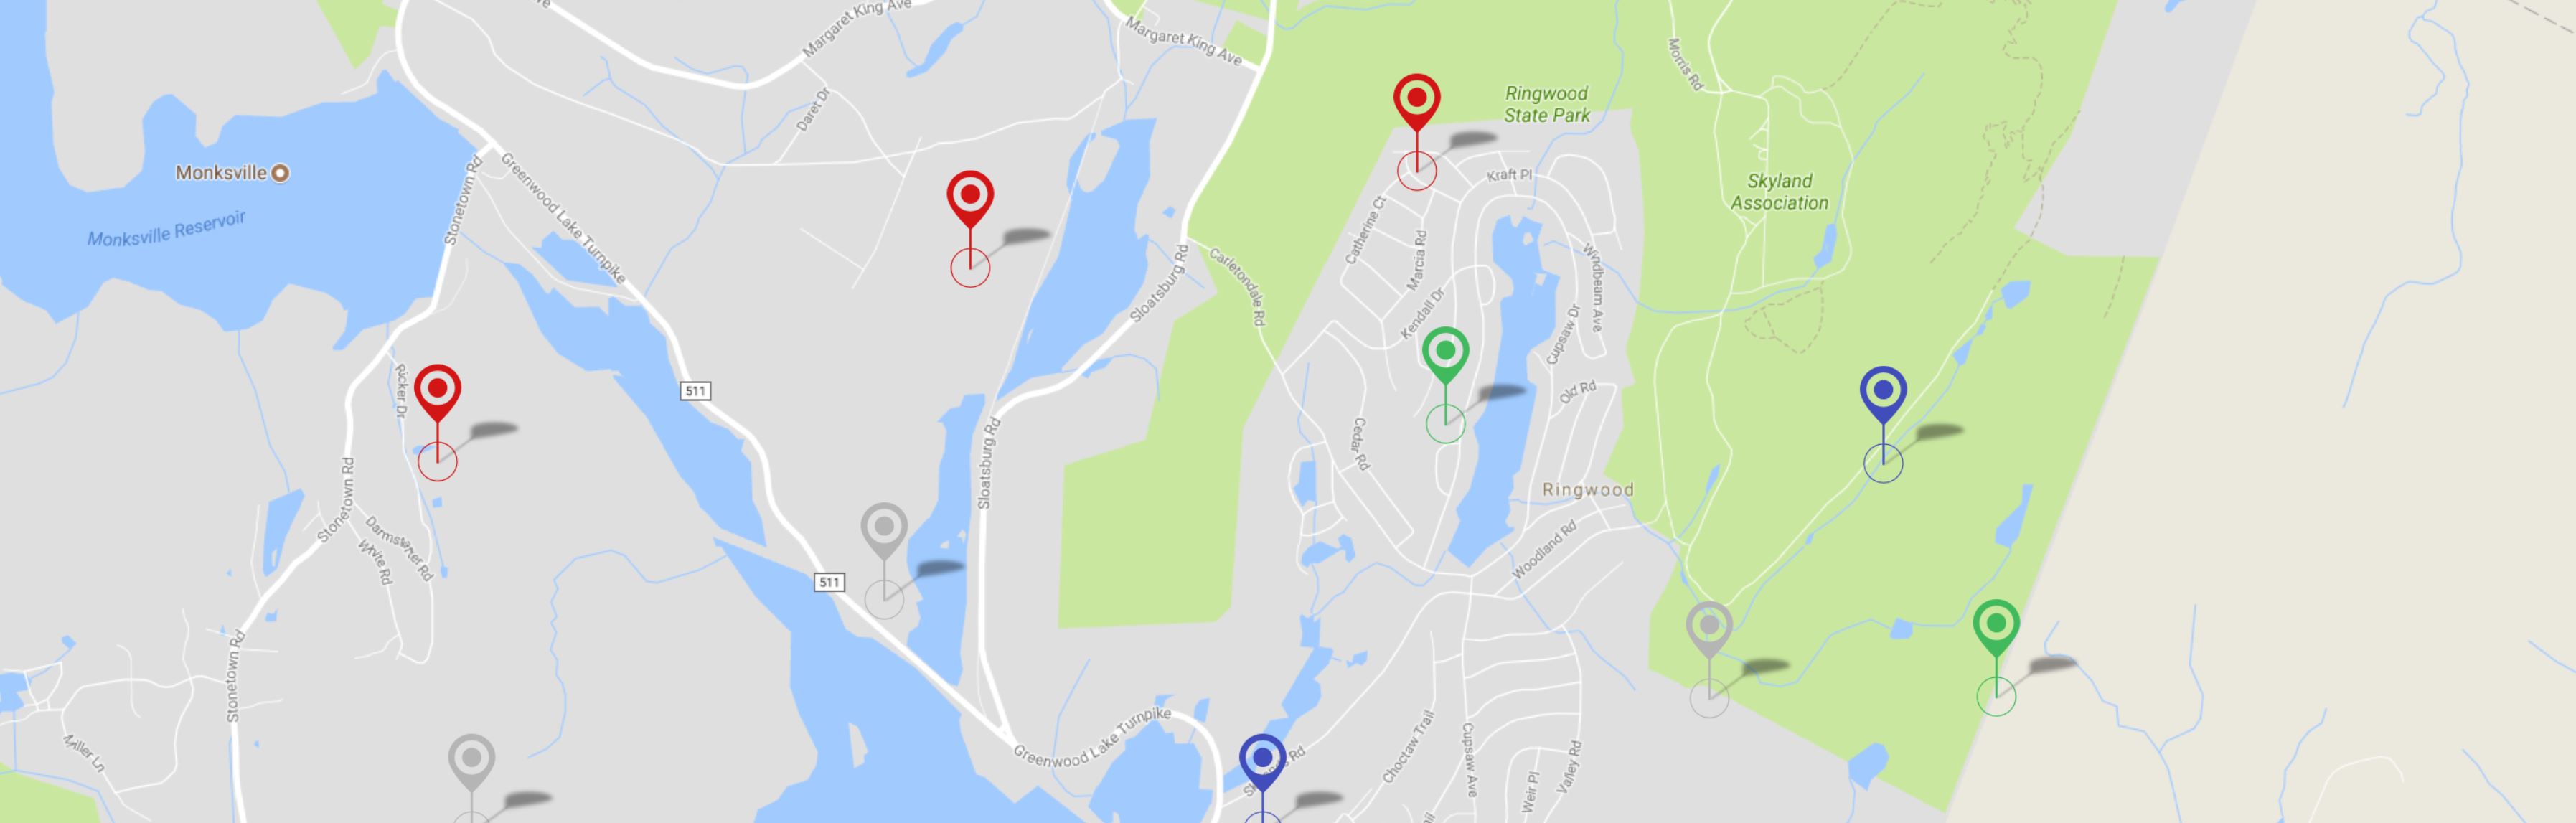 Margaret King Ave
Margaret King Ave
Morris Rd
Daret Dr
Ringwood
State Park
Monksville
Monksville Reservoir
Stonetown Rd
Greenwood Lake Turnpike
Kraft Pl
Skyland
Association
Catherine Ct
Marcia Rd
Windbeam Ave
Carletondale Rd
Sloatsburg Rd
Kendall Dr
Cupsaw Dr
Ricker Dr
511
Old Rd
Cedar Rd
Sloatsburg Rd
Stonetown Rd
Ringwood
White Rd
Woodland Rd
511
Stonetown Rd
Miller Ln
Greenwood Lake Turnpike
Choctaw Trail
Cupsaw Ave
Weir Pl
Valley Rd